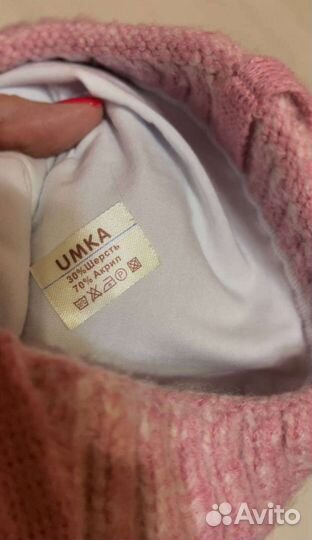 UMKA
30%Шерсть
70% Акрил
Avito